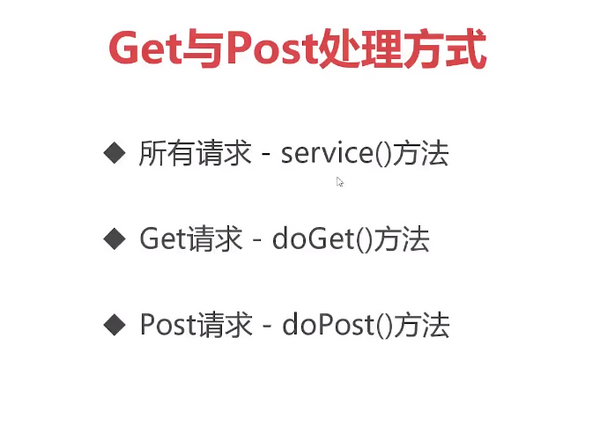 Get与Post处理方式
所有请求 - service()方法
Get请求 - doGet()方法
Post请求 - doPost()方法